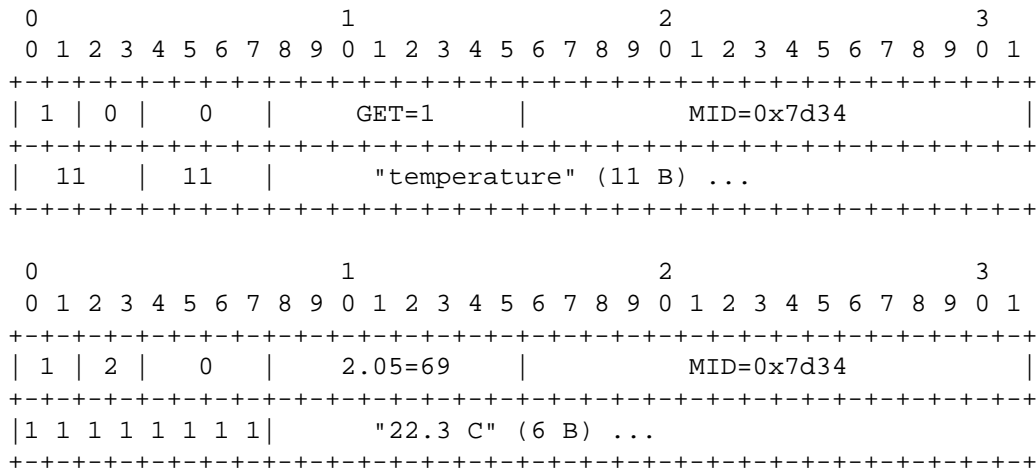 0                   1                   2                   3
 0 1 2 3 4 5 6 7 8 9 0 1 2 3 4 5 6 7 8 9 0 1 2 3 4 5 6 7 8 9 0 1
+-+-+-+-+-+-+-+-+-+-+-+-+-+-+-+-+-+-+-+-+-+-+-+-+-+-+-+-+-+-+-+-+
| 1 | 0 |   0   |     GET=1     |          MID=0x7d34           |
+-+-+-+-+-+-+-+-+-+-+-+-+-+-+-+-+-+-+-+-+-+-+-+-+-+-+-+-+-+-+-+-+
|  11   |  11   |      "temperature" (11 B) ...
+-+-+-+-+-+-+-+-+-+-+-+-+-+-+-+-+-+-+-+-+-+-+-+-+-+-+-+-+-+-+-+-+

 0                   1                   2                   3
 0 1 2 3 4 5 6 7 8 9 0 1 2 3 4 5 6 7 8 9 0 1 2 3 4 5 6 7 8 9 0 1
+-+-+-+-+-+-+-+-+-+-+-+-+-+-+-+-+-+-+-+-+-+-+-+-+-+-+-+-+-+-+-+-+
| 1 | 2 |   0   |    2.05=69    |          MID=0x7d34           |
+-+-+-+-+-+-+-+-+-+-+-+-+-+-+-+-+-+-+-+-+-+-+-+-+-+-+-+-+-+-+-+-+
|1 1 1 1 1 1 1 1|      "22.3 C" (6 B) ...
+-+-+-+-+-+-+-+-+-+-+-+-+-+-+-+-+-+-+-+-+-+-+-+-+-+-+-+-+-+-+-+-+